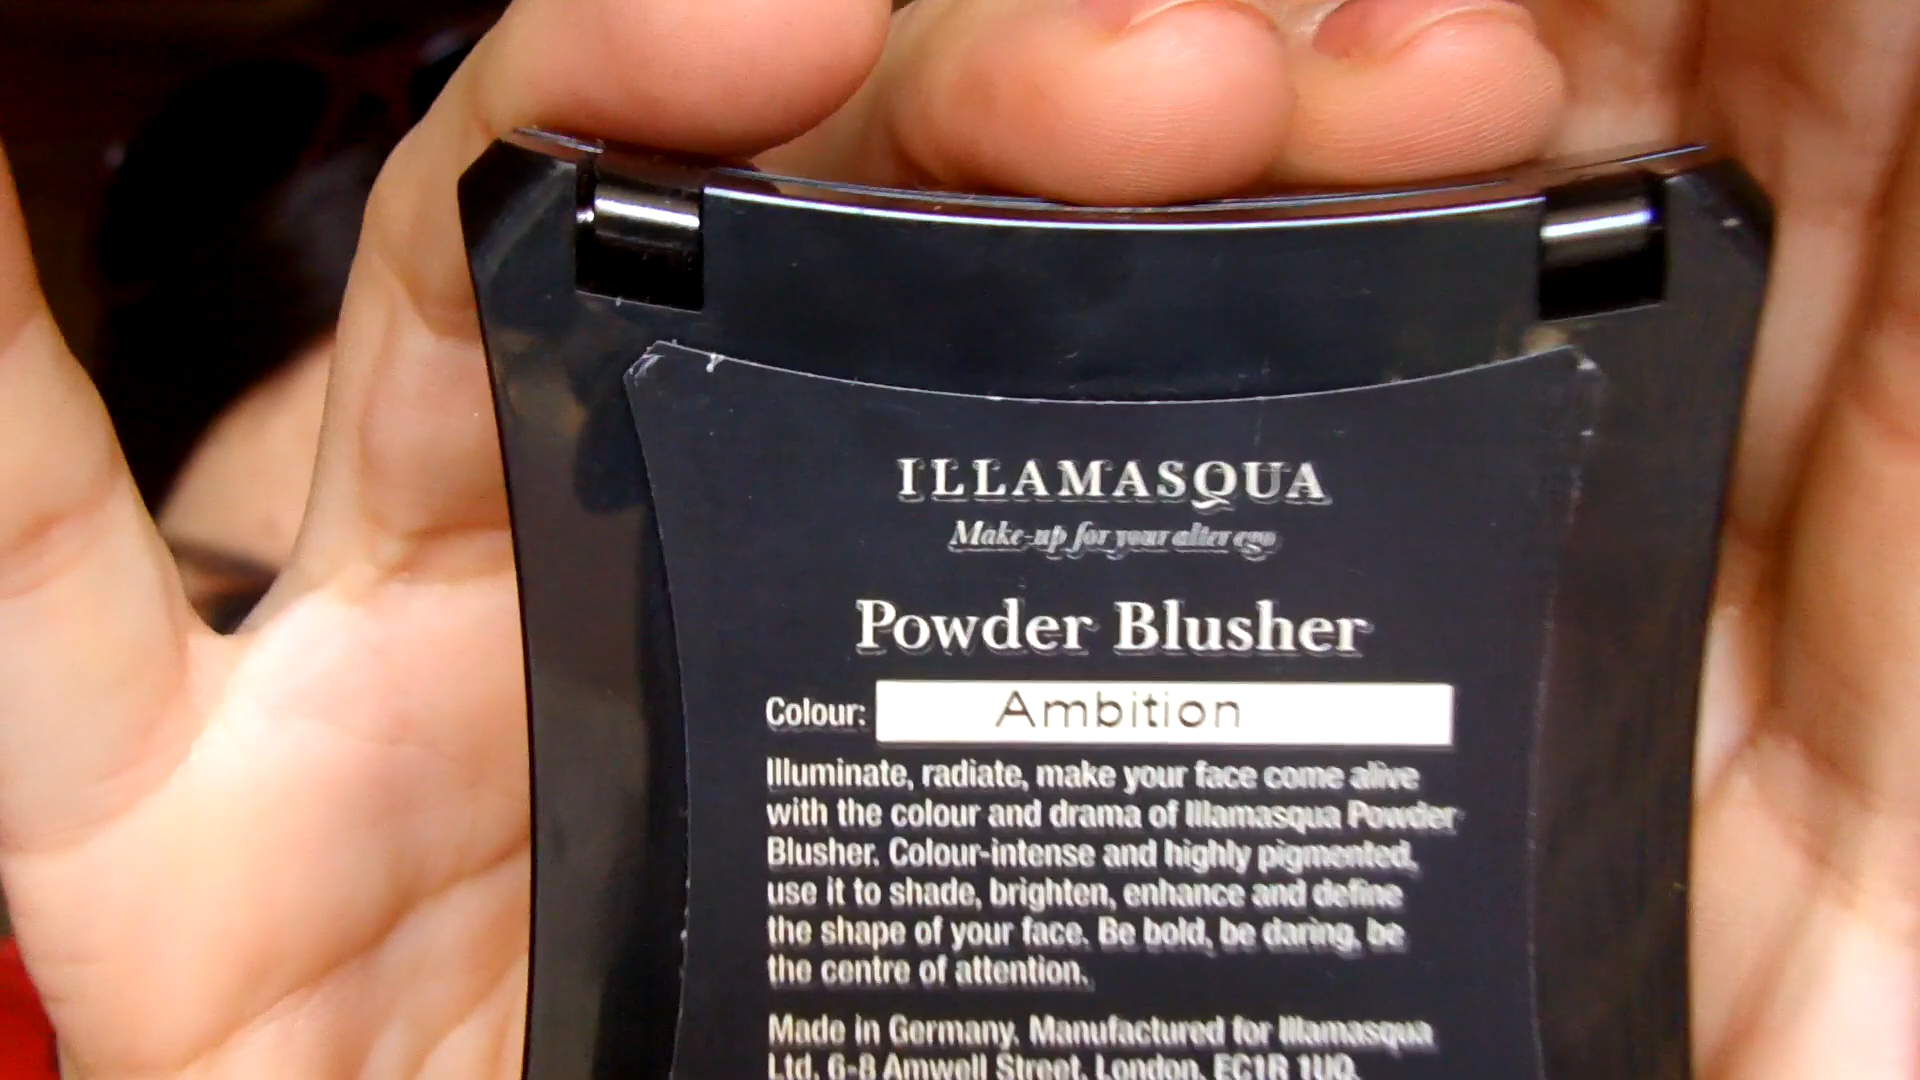 ILLAMASQUA
Make-up for your alter ego
Powder Blusher
Colour: Ambition
Illuminate, radiate, make your face come alive
with the colour and drama of Illamasqua Powder
Blusher. Colour-intense and highly pigmented,
use it to shade, brighten, enhance and define
the shape of your face. Be bold, be daring, be
the centre of attention.
Made in Germany. Manufactured for Illamasqua
Ltd, 6-8 Amwell Street, London, EC1R 1UQ.